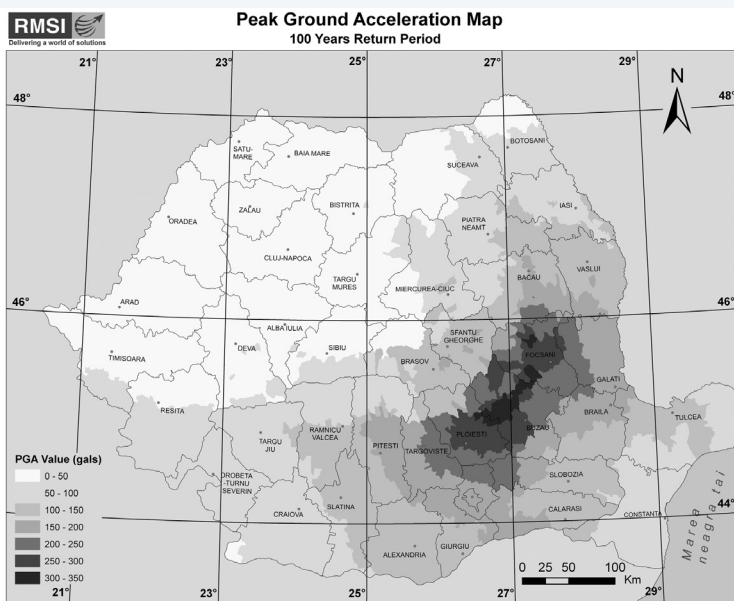 RMSI
Delivering a world of solutions
Peak Ground Acceleration Map
100 Years Return Period
21° 23° 25° 27° 29°
48° 48°
N
BOTOSANI
SATU-
MARE
BAIA MARE
SUCEAVA
IASI
ZALAU
BISTRITA
ORADEA
PIATRA
NEAMT
CLUJ-NAPOCA
VASLUI
TARGU
MURES
BACAU
MIERCUREA-CIUC
46° 46°
ARAD
ALBA IULIA
SFANTU
GHEORGHE
DEVA
SIBIU
FOCSANI
TIMISOARA
BRASOV
GALATI
RESITA
BRAILA
TULCEA
RAMNICU
VALCEA
TARGU
JIU
PLOIESTI
BUZAU
PITESTI
TARGOVISTE
DROBETA
-TURNU
SEVERIN
SLOBOZIA
SLATINA
CALARASI
CRAIOVA
CONSTANTA
44° 44°
ALEXANDRIA
GIURGIU
Marea
neagra tai
PGA Value (gals)
0 - 50
50 - 100
100 - 150
150 - 200
200 - 250
250 - 300
300 - 350
0 25 50 100
Km
21° 23° 25° 27° 29°